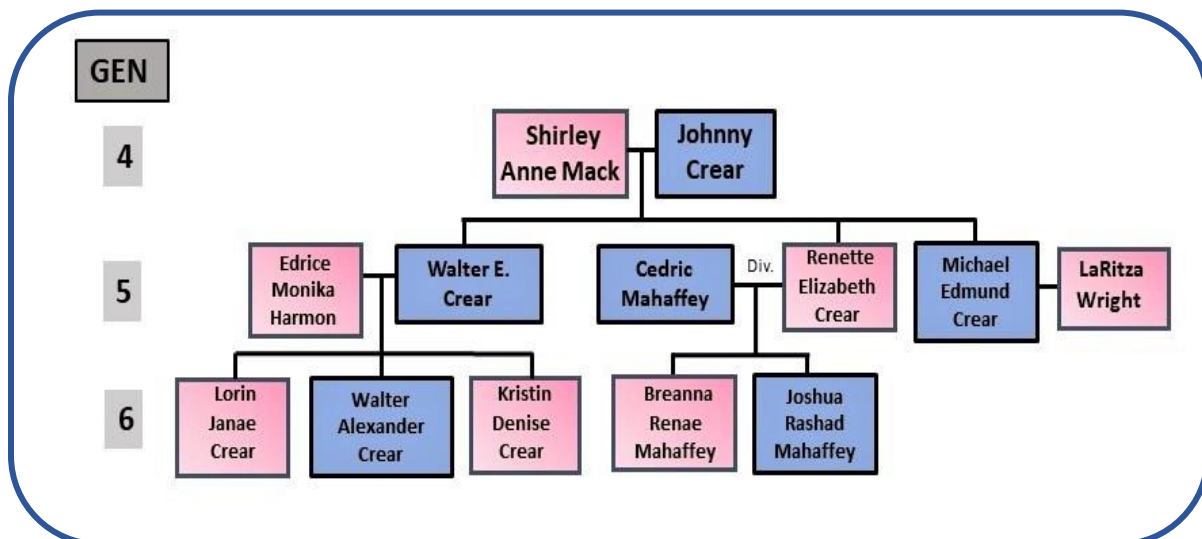 GEN
4
Shirley
Anne Mack
Johnny
Crear
5
Edrice
Monika
Harmon
Walter E.
Crear
Cedric
Mahaffey
Div.
Renette
Elizabeth
Crear
Michael
Edmund
Crear
LaRitza
Wright
6
Lorin
Janae
Crear
Walter
Alexander
Crear
Kristin
Denise
Crear
Breanna
Renae
Mahaffey
Joshua
Rashad
Mahaffey